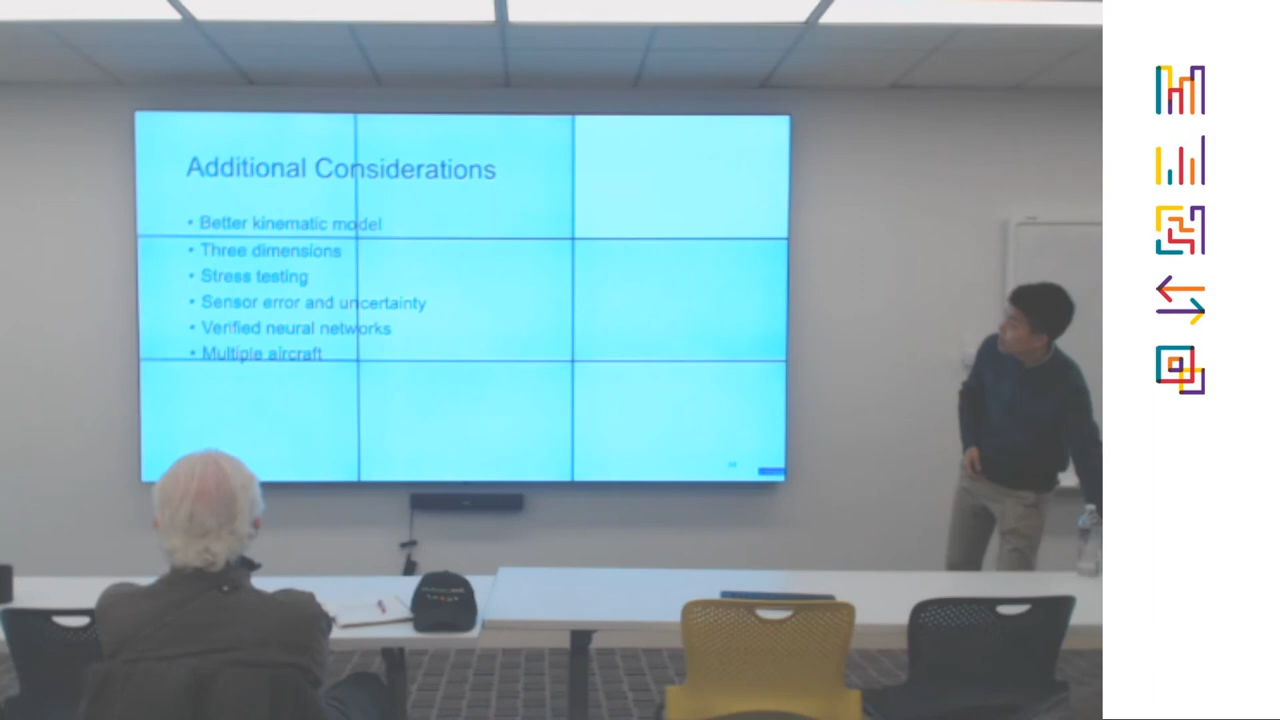 Additional Considerations
• Better kinematic model
• Three dimensions
• Stress testing
• Sensor error and uncertainty
• Verified neural networks
• Multiple aircraft